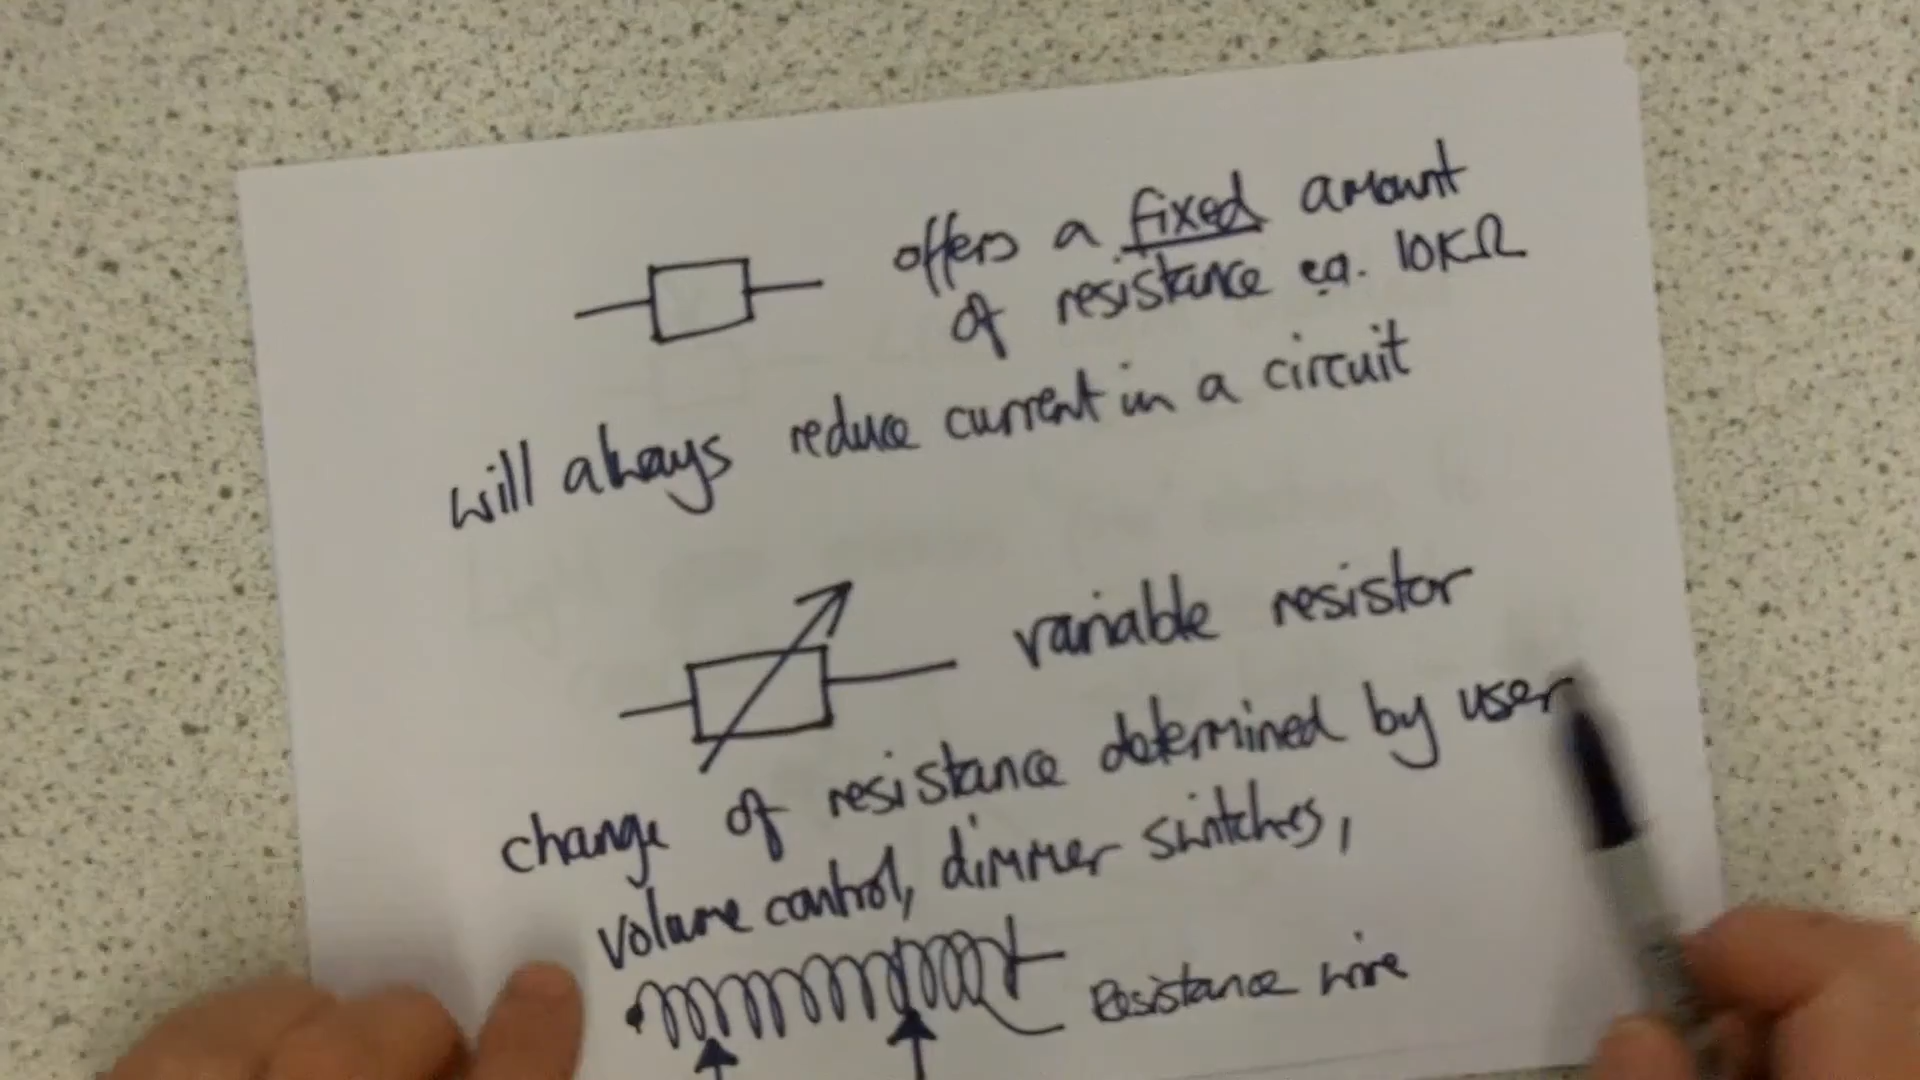 offers a fixed amount
of resistance eg. 10KΩ
will always reduce current in a circuit
variable resistor
change of resistance determined by user
volume control, dimmer switches,
Resistance wire